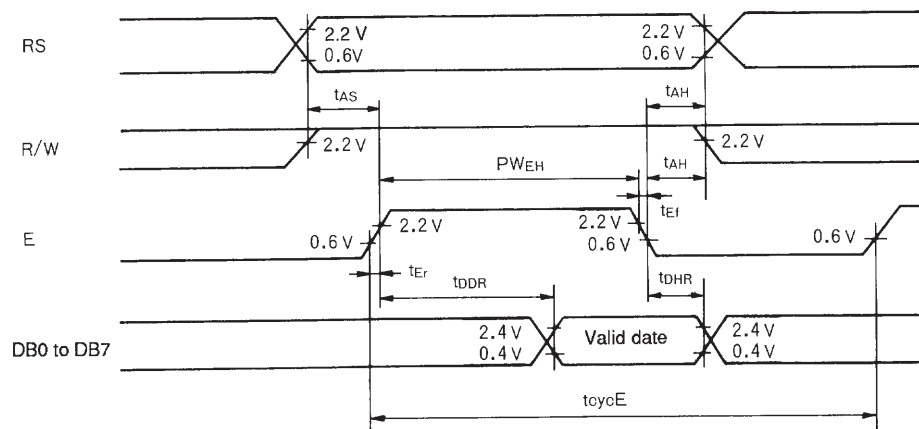 RS
2.2 V
0.6V
2.2 V
0.6V
tAS
tAH
R/W
2.2 V
2.2 V
PWEH
tAH
E
0.6 V
2.2 V
2.2 V
0.6 V
tEf
0.6 V
tEr
tDDR
tDHR
DB0 to DB7
2.4 V
0.4 V
Valid date
2.4 V
0.4 V
tcycE